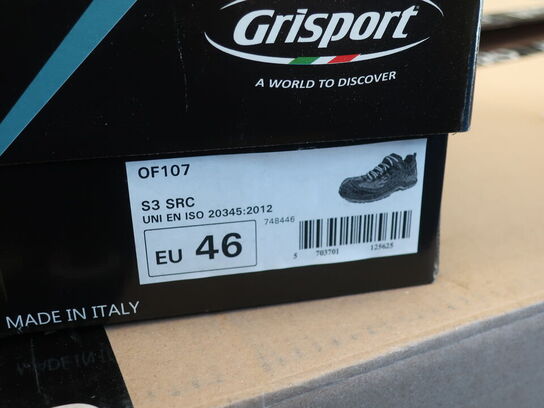 Grisport
A WORLD TO DISCOVER
OF107
S3 SRC
UNI EN ISO 20345:2012
748446
EU 46
5 703701 125625
MADE IN ITALY